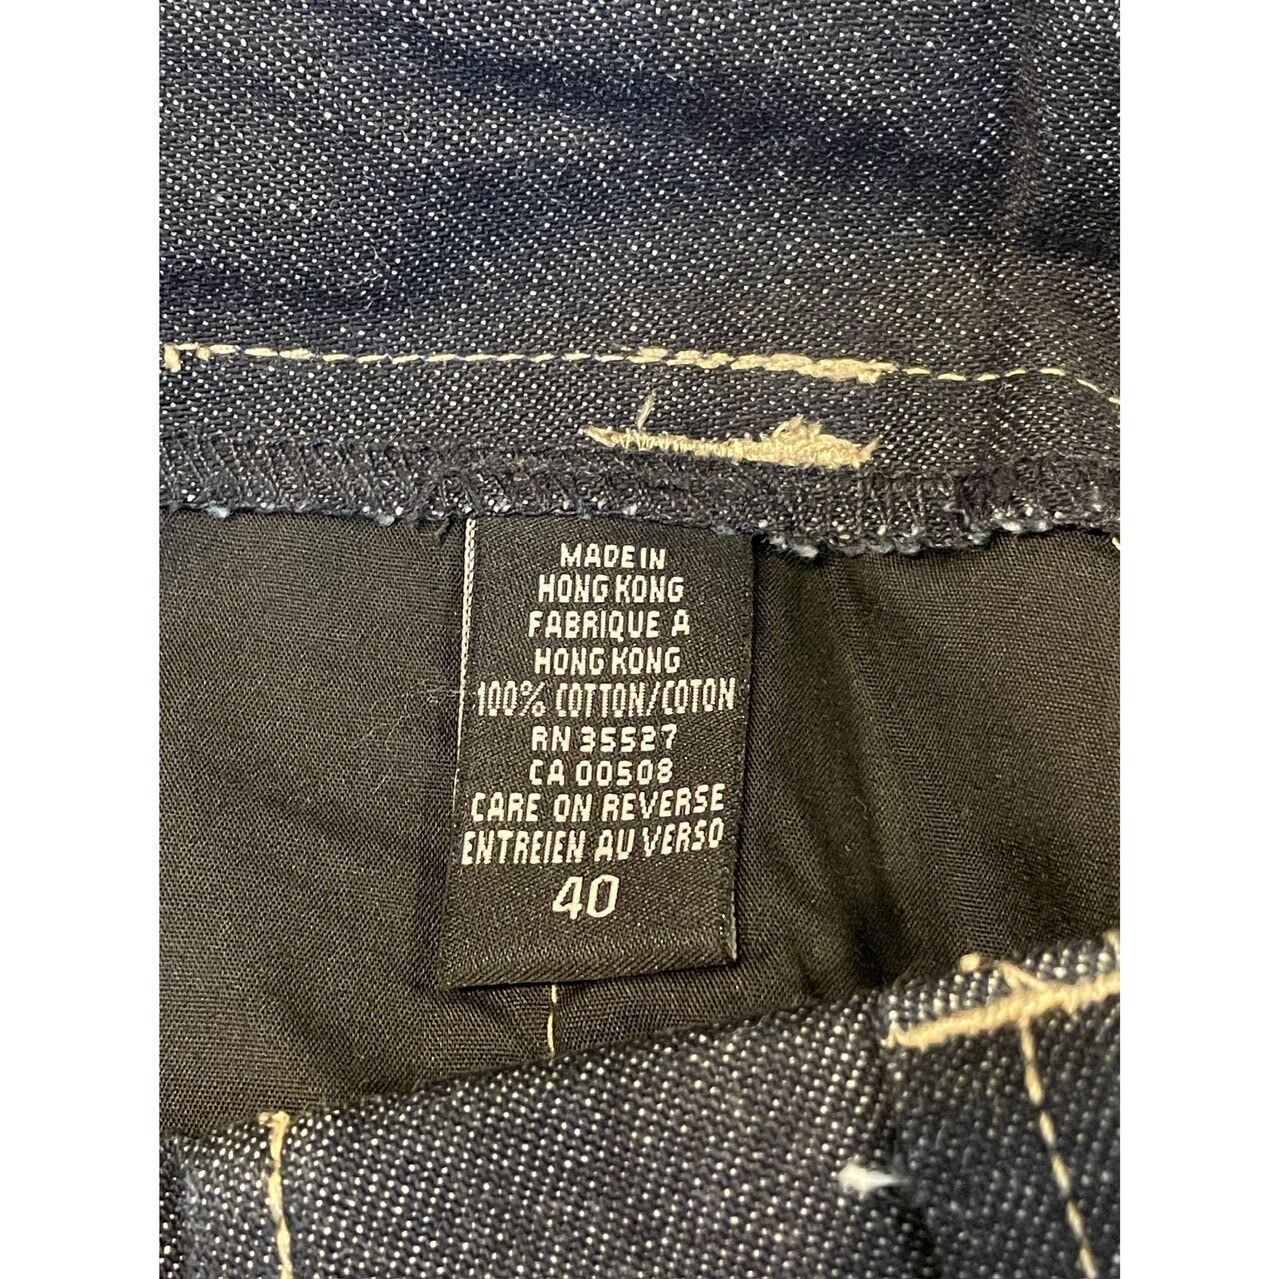 MADE IN
HONG KONG
FABRIQUE A
HONG KONG
100% COTTON/COTON
RN 35527
CA 00508
CARE ON REVERSE
ENTREIEN AU VERSO
40